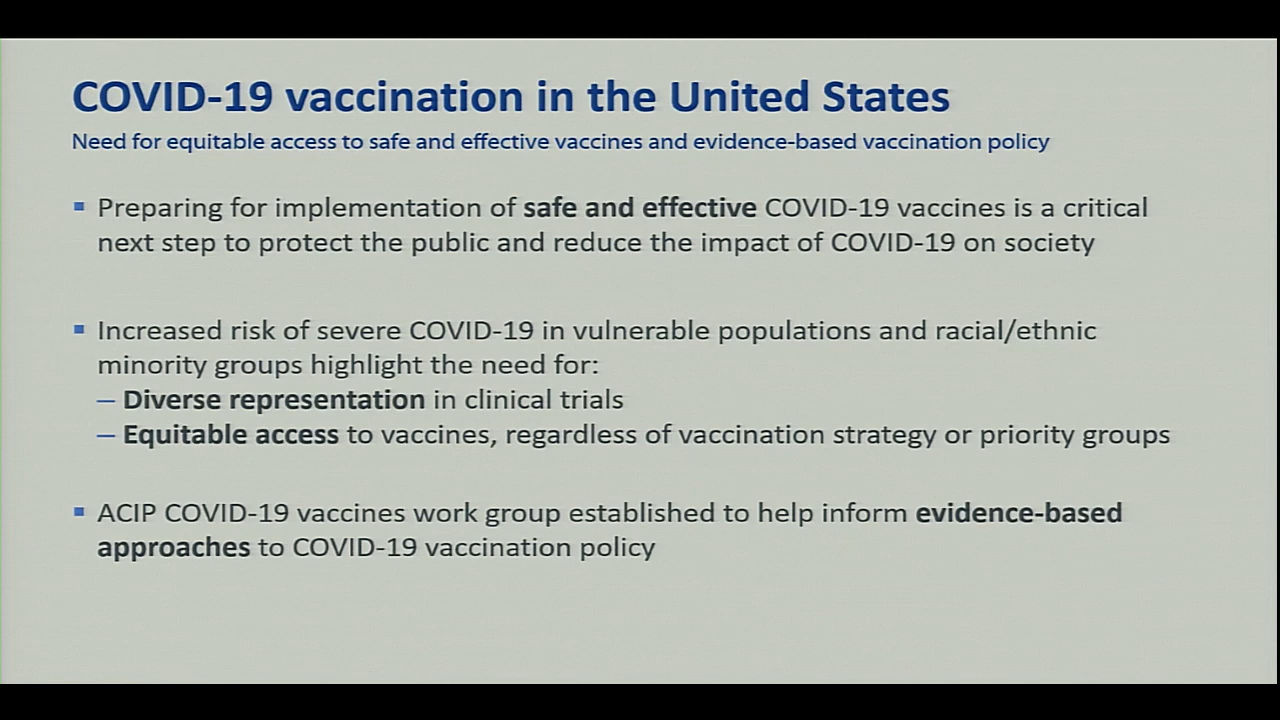 COVID-19 vaccination in the United States
Need for equitable access to safe and effective vaccines and evidence-based vaccination policy
▪ Preparing for implementation of safe and effective COVID-19 vaccines is a critical
next step to protect the public and reduce the impact of COVID-19 on society
▪ Increased risk of severe COVID-19 in vulnerable populations and racial/ethnic
minority groups highlight the need for:
– Diverse representation in clinical trials
– Equitable access to vaccines, regardless of vaccination strategy or priority groups
▪ ACIP COVID-19 vaccines work group established to help inform evidence-based
approaches to COVID-19 vaccination policy